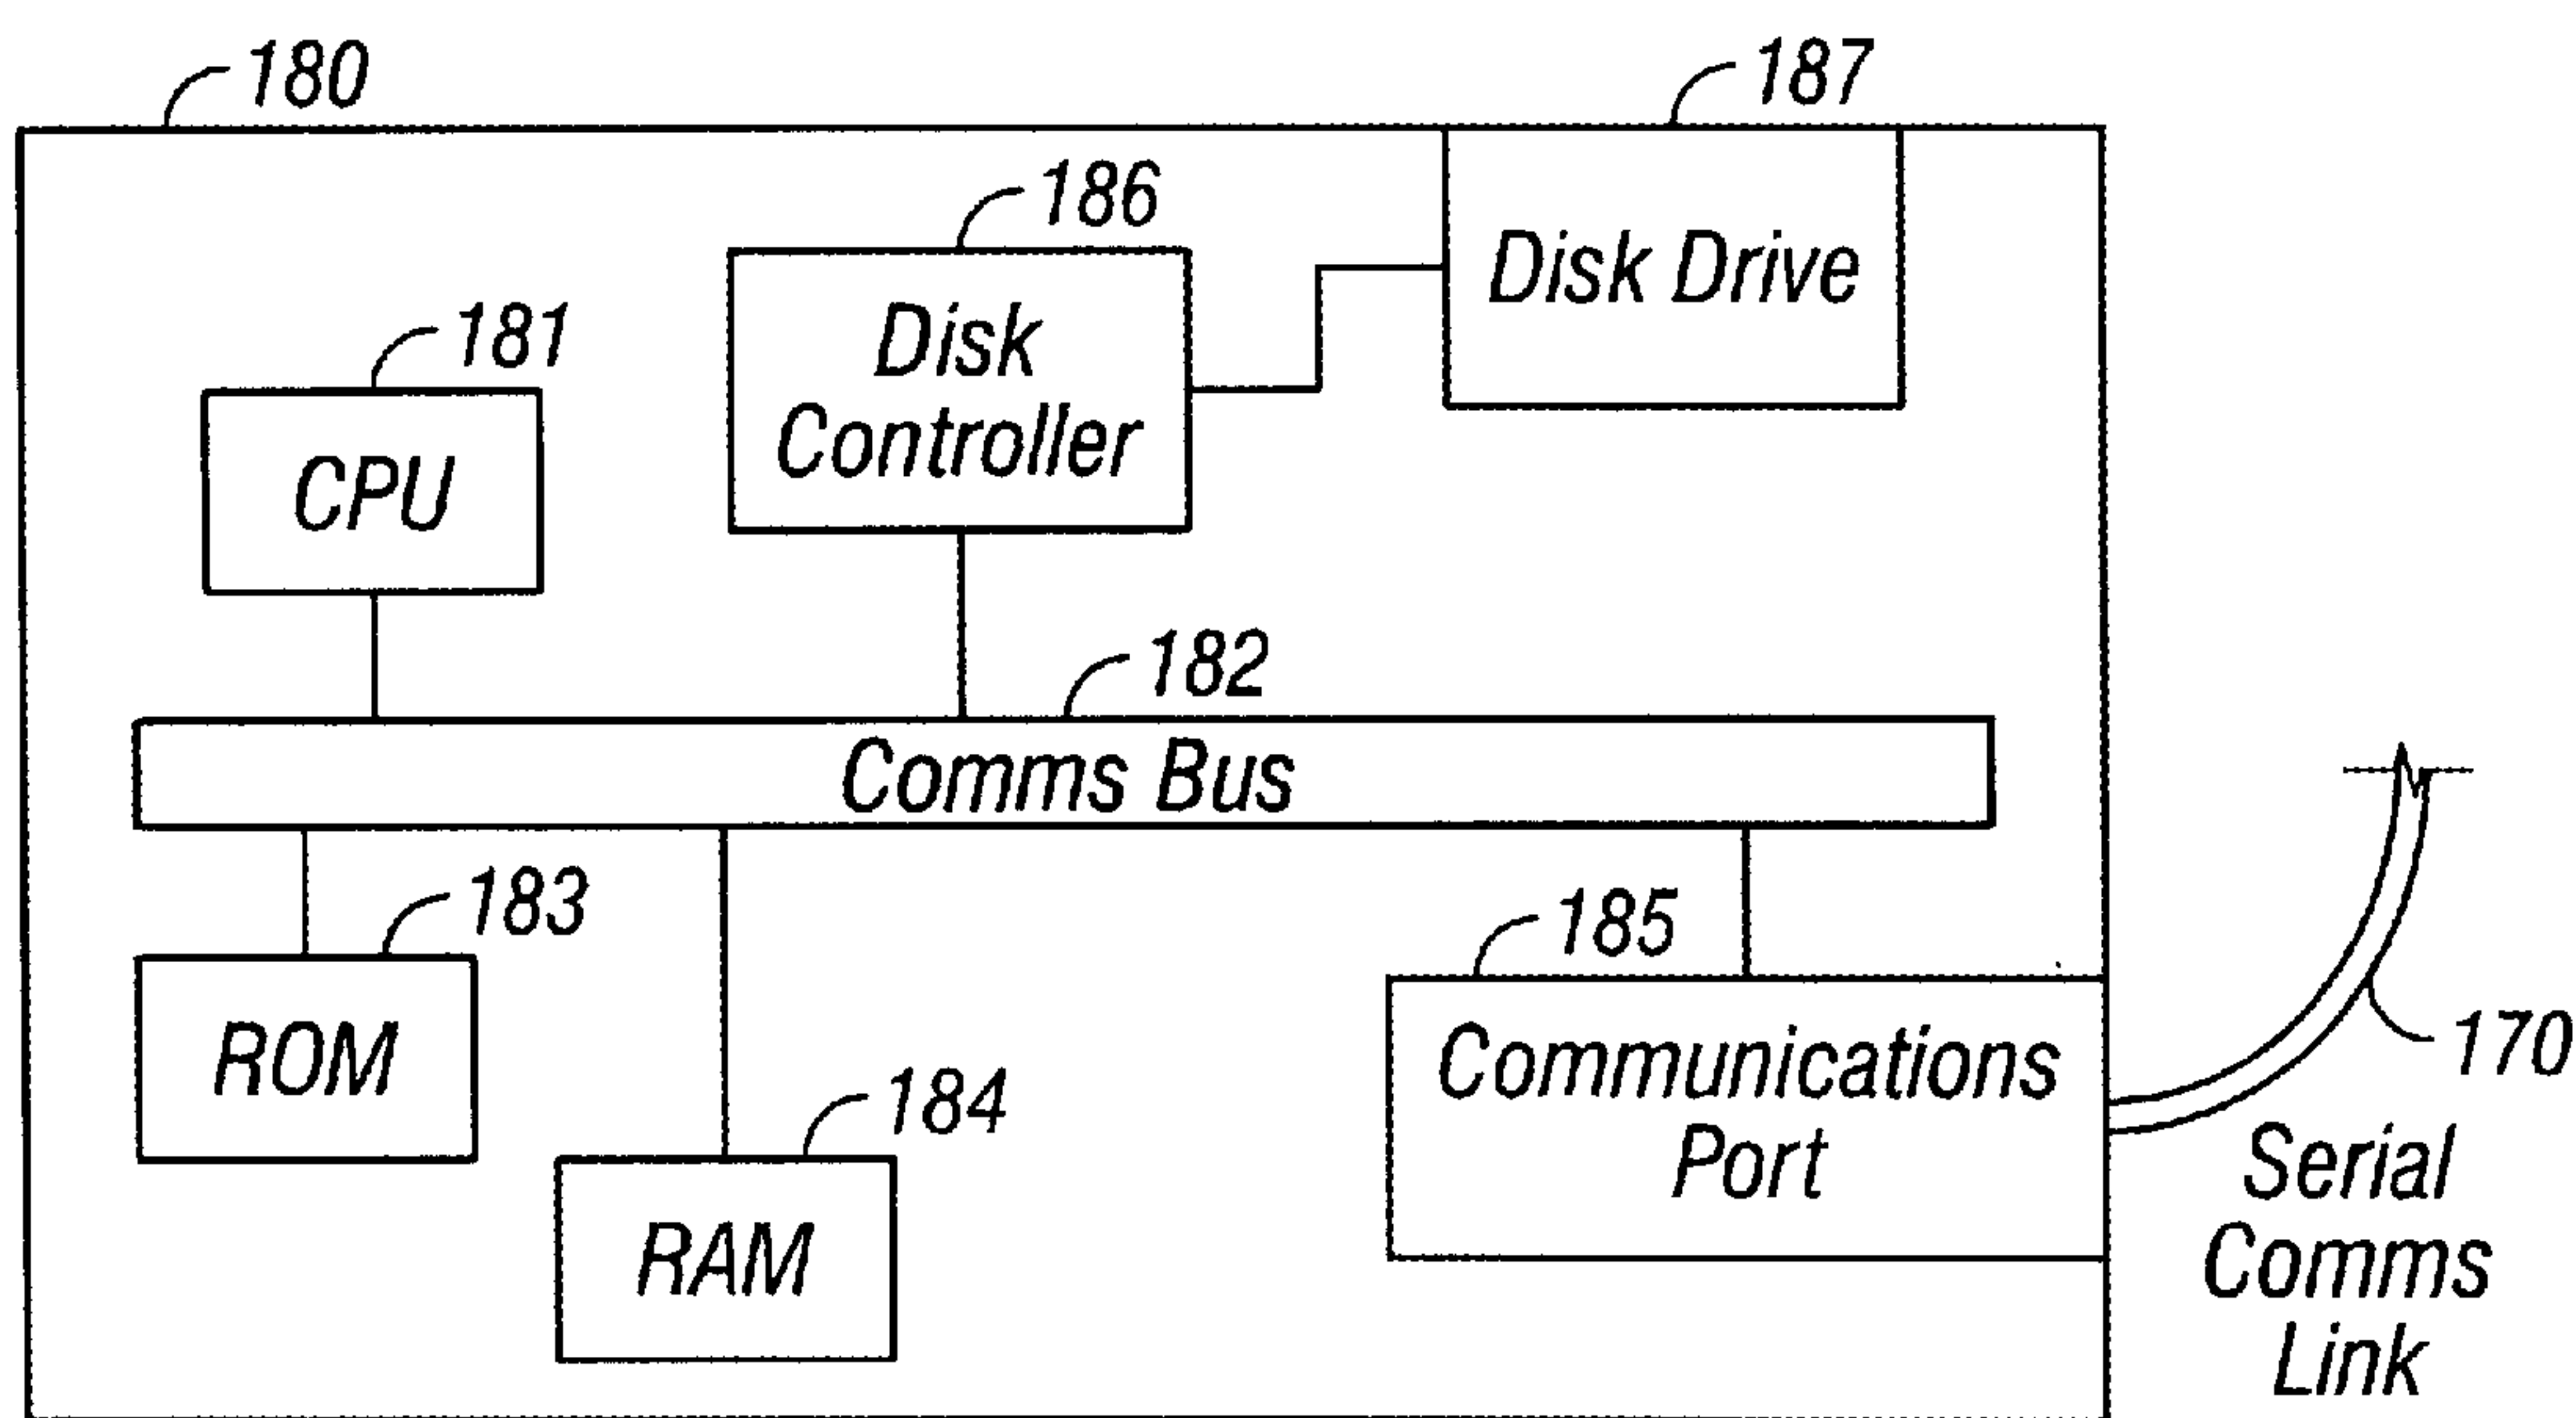 180
187
186
Disk Drive
Disk
Controller
181
CPU
182
Comms Bus
183
ROM
184
RAM
185
Communications
Port
170
Serial
Comms
Link